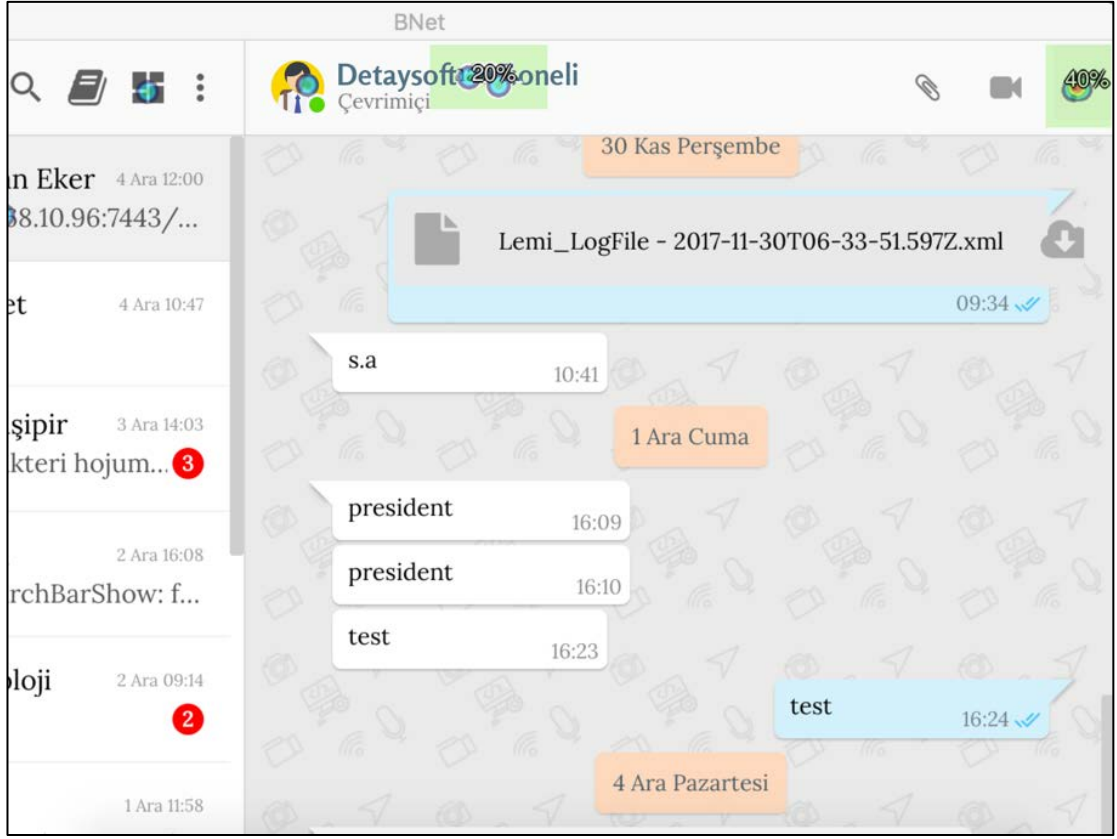 BNet
Detaysoft 20% oneli
Çevrimiçi
40%
n Eker 4 Ara 12:00
8.10.96:7443/...
et 4 Ara 10:47
şipir 3 Ara 14:03
kteri hojum... 3
2 Ara 16:08
rchBarShow: f...
loji 2 Ara 09:14
2
1 Ara 11:58
30 Kas Perşembe
Lemi_LogFile - 2017-11-30T06-33-51.597Z.xml
09:34
s.a
10:41
1 Ara Cuma
president
16:09
president
16:10
test
16:23
test
16:24
4 Ara Pazartesi